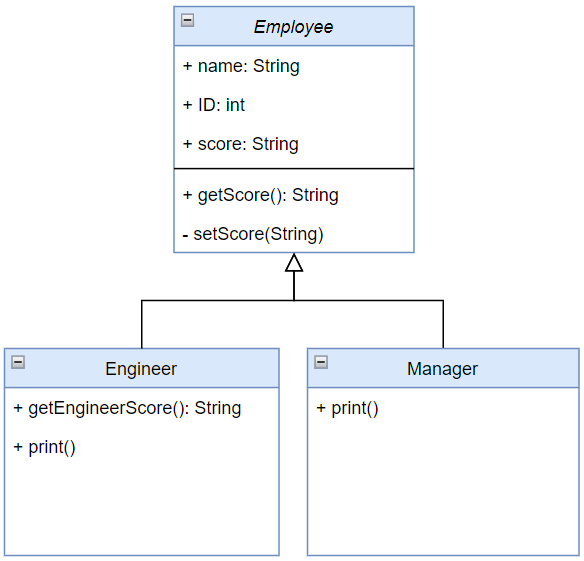 Employee
+ name: String
+ ID: int
+ score: String
+ getScore(): String
- setScore(String)
Engineer
+ getEngineerScore(): String
+ print()
Manager
+ print()